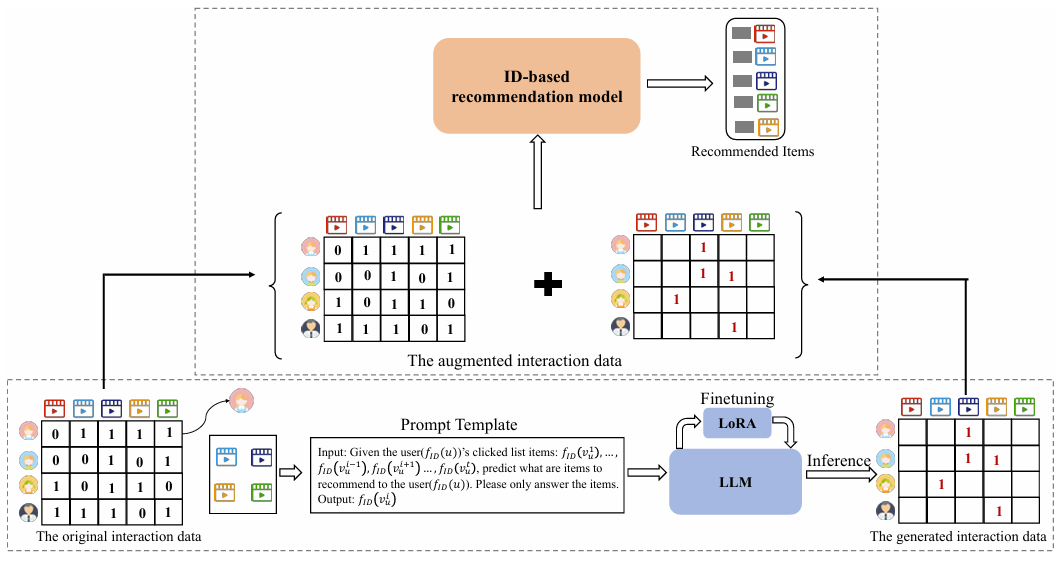 ID-based
recommendation model
Recommended Items
0 1 1 1 1
0 0 1 0 1
1 0 1 1 0
1 1 1 0 1
1
1 1
1
1
The augmented interaction data
0 1 1 1 1
0 0 1 0 1
1 0 1 1 0
1 1 1 0 1
The original interaction data
Prompt Template
Input: Given the user(f_{ID}(u))'s clicked list items: f_{ID}(v_u^1), …,
f_{ID}(v_u^{i-1}), f_{ID}(v_u^{i+1}) …, f_{ID}(v_u^r), predict what are items to
recommend to the user(f_{ID}(u)). Please only answer the items.
Output: f_{ID}(v_u^i)
Finetuning
LoRA
LLM
Inference
1
1 1
1
1
The generated interaction data